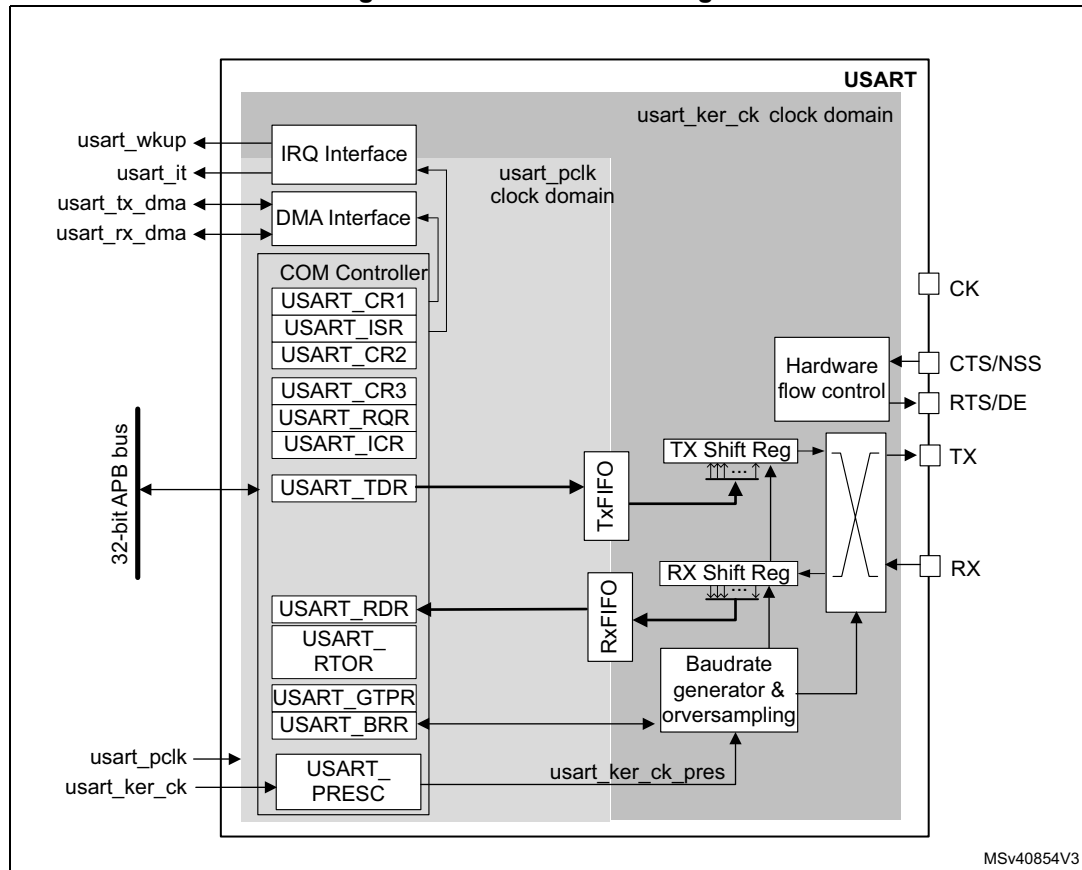 USART
usart_ker_ck clock domain
usart_wkup
IRQ Interface
usart_it
usart_pclk
clock domain
usart_tx_dma
DMA Interface
usart_rx_dma
COM Controller
USART_CR1
USART_ISR
USART_CR2
USART_CR3
USART_RQR
USART_ICR
USART_TDR
32-bit APB bus
TxFIFO
TX Shift Reg
...
CK
Hardware
flow control
CTS/NSS
RTS/DE
TX
RX
RX Shift Reg
...
RxFIFO
USART_RDR
USART_
RTOR
Baudrate
generator &
orversampling
USART_GTPR
USART_BRR
usart_pclk
usart_ker_ck
USART_
PRESC
usart_ker_ck_pres
MSv40854V3